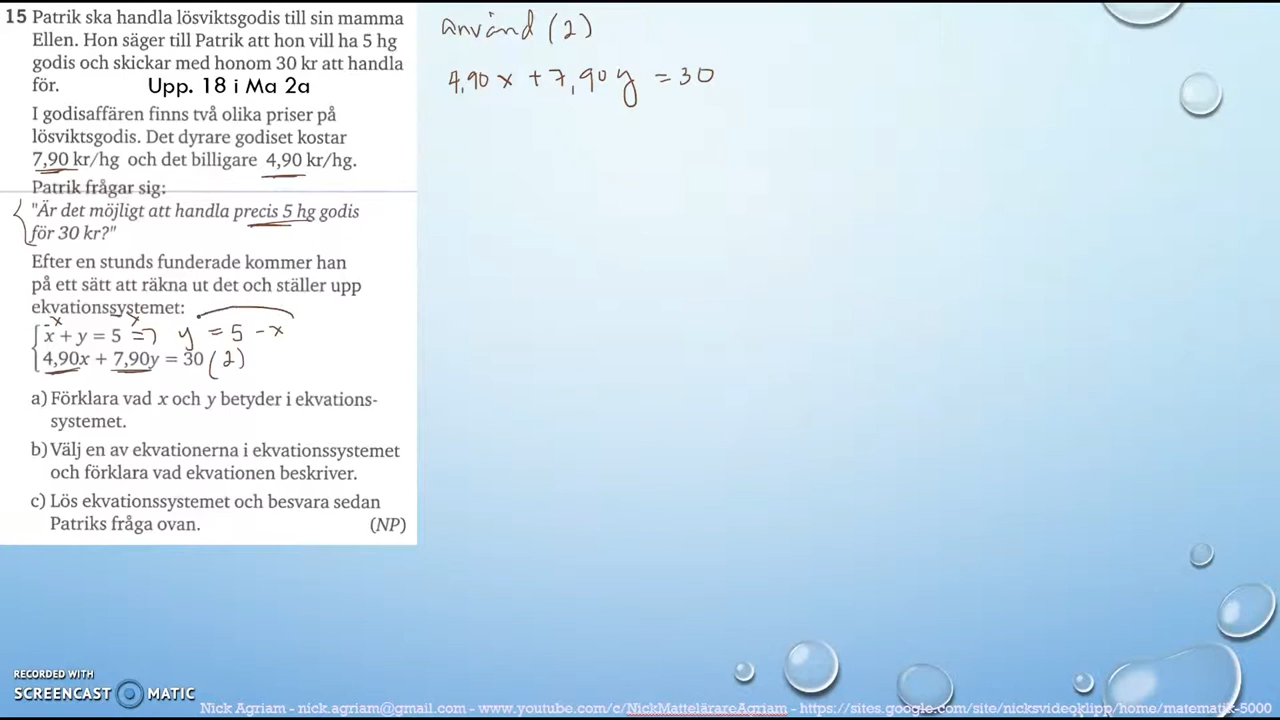 15 Patrik ska handla lösviktsgodis till sin mamma
Ellen. Hon säger till Patrik att hon vill ha 5 hg
godis och skickar med honom 30 kr att handla
för.
Upp. 18 i Ma 2a
I godisaffären finns två olika priser på
lösviktsgodis. Det dyrare godiset kostar
7,90 kr/hg och det billigare 4,90 kr/hg.
Patrik frågar sig:
"Är det möjligt att handla precis 5 hg godis
för 30 kr?"
Efter en stunds funderade kommer han
på ett sätt att räkna ut det och ställer upp
ekvationssystemet:
-x -x
x + y = 5 => y = 5 - x
4,90x + 7,90y = 30 (2)
a) Förklara vad x och y betyder i ekvations-
systemet.
b) Välj en av ekvationerna i ekvationssystemet
och förklara vad ekvationen beskriver.
c) Lös ekvationssystemet och besvara sedan
Patriks fråga ovan. (NP)
använd (2)
4,90 x + 7,90 y = 30
RECORDED WITH
SCREENCAST MATIC
Nick Agriam - nick.agriam@gmail.com - www.youtube.com/c/NickMattelärareAgriam - https://sites.google.com/site/nicksvideoklipp/home/matematik-5000